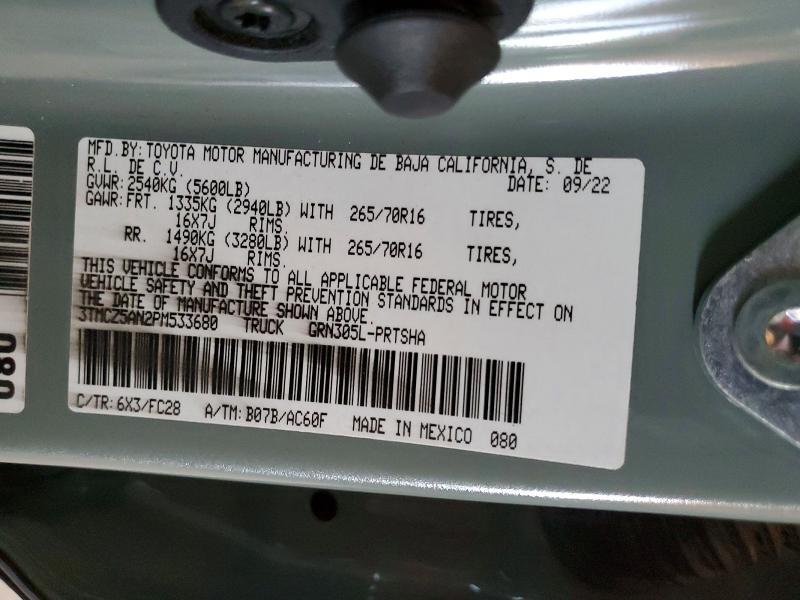 MFD.BY:TOYOTA MOTOR MANUFACTURING DE BAJA CALIFORNIA, S. DE
R.L. DE C.V. DATE: 09/22
GVWR:2540KG (5600LB)
GAWR:FRT. 1335KG (2940LB) WITH 265/70R16 TIRES,
16X7J RIMS.
RR. 1490KG (3280LB) WITH 265/70R16 TIRES,
16X7J RIMS.
THIS VEHICLE CONFORMS TO ALL APPLICABLE FEDERAL MOTOR
VEHICLE SAFETY AND THEFT PREVENTION STANDARDS IN EFFECT ON
THE DATE OF MANUFACTURE SHOWN ABOVE.
3TMCZ5AN2PM533680 TRUCK GRN305L-PRTSHA
C/TR: 6X3/FC28 A/TM: B07B/AC60F MADE IN MEXICO 080
080